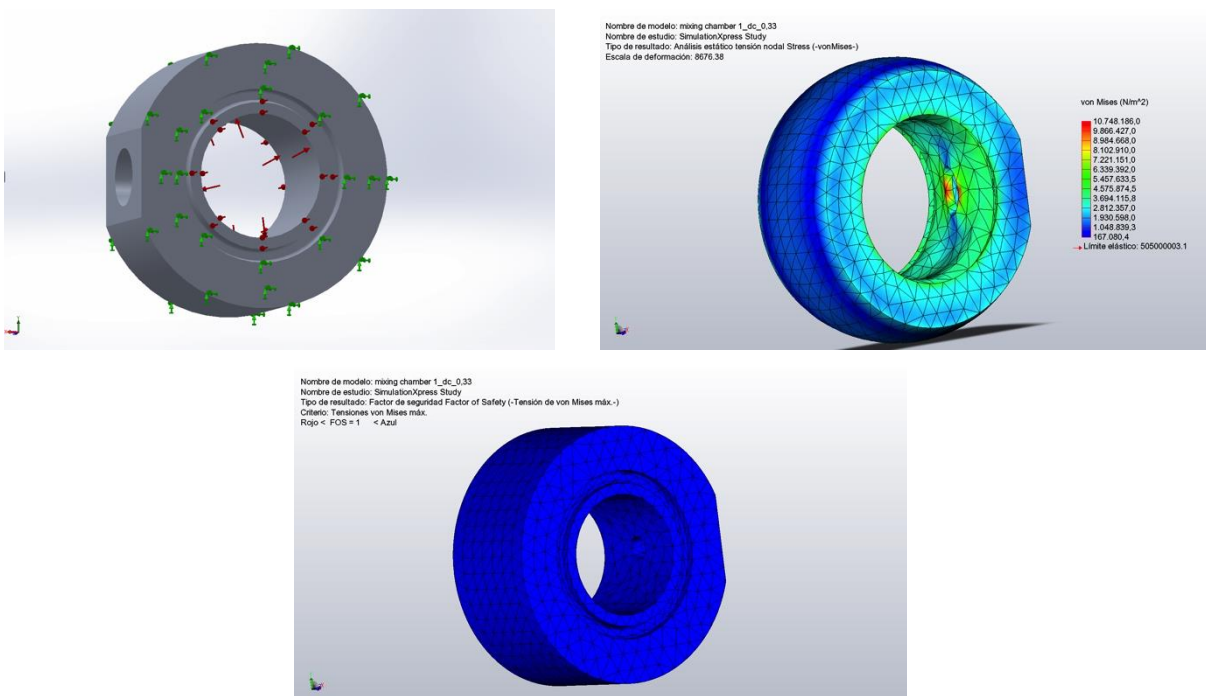 Nombre de modelo: mixing chamber 1_dc_0,33
Nombre de estudio: SimulationXpress Study
Tipo de resultado: Análisis estático tensión nodal Stress (-vonMises-)
Escala de deformación: 8676.38
von Mises (N/m^2)
10.748.186,0
9.866.427,0
8.984.668,0
8.102.910,0
7.221.151,0
6.339.392,0
5.457.633,5
4.575.874,5
3.694.115,8
2.812.357,0
1.930.598,0
1.048.839,3
167.080,4
Límite elástico: 505000003.1
Nombre de modelo: mixing chamber 1_dc_0,33
Nombre de estudio: SimulationXpress Study
Tipo de resultado: Factor de seguridad Factor of Safety (-Tensión de von Mises máx.-)
Criterio: Tensiones von Mises máx.
Rojo < FOS = 1 < Azul